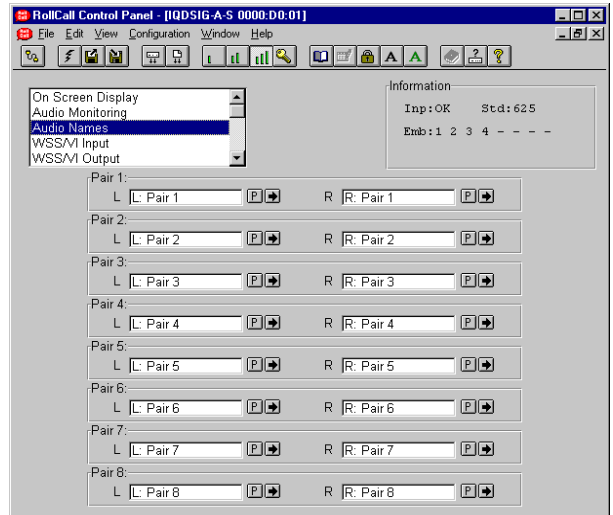 RollCall Control Panel - [IQDSIG-A-S 0000:D0:01]
File Edit View Configuration Window Help
On Screen Display
Audio Monitoring
Audio Names
WSS/VI Input
WSS/VI Output
Information
Inp:OK Std:625
Emb:1 2 3 4 - - - -
Pair 1:
L L: Pair 1 P R R: Pair 1 P
Pair 2:
L L: Pair 2 P R R: Pair 2 P
Pair 3:
L L: Pair 3 P R R: Pair 3 P
Pair 4:
L L: Pair 4 P R R: Pair 4 P
Pair 5:
L L: Pair 5 P R R: Pair 5 P
Pair 6:
L L: Pair 6 P R R: Pair 6 P
Pair 7:
L L: Pair 7 P R R: Pair 7 P
Pair 8:
L L: Pair 8 P R R: Pair 8 P